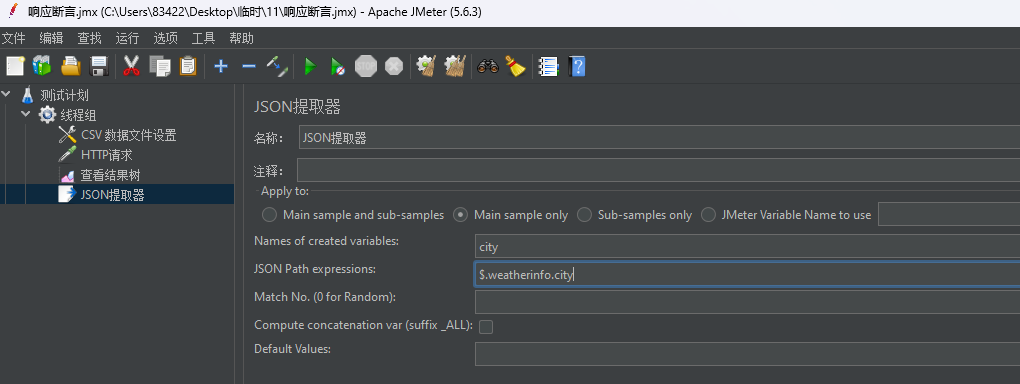 响应断言.jmx (C:\Users\83422\Desktop\临时\11\响应断言.jmx) - Apache JMeter (5.6.3)
文件 编辑 查找 运行 选项 工具 帮助
测试计划
线程组
CSV 数据文件设置
HTTP请求
查看结果树
JSON提取器
JSON提取器
名称: JSON提取器
注释:
Apply to:
Main sample and sub-samples Main sample only Sub-samples only JMeter Variable Name to use
Names of created variables: city
JSON Path expressions: $.weatherinfo.city
Match No. (0 for Random):
Compute concatenation var (suffix _ALL):
Default Values: